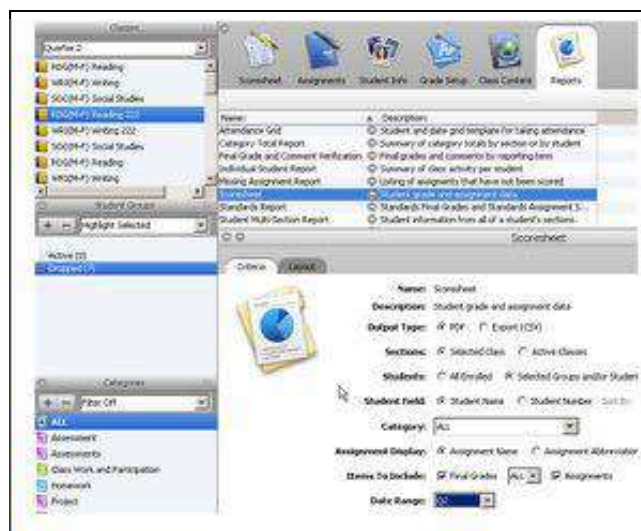 Classes
Quarter 2
RDG(M-F) Reading
WRI(M-F) Writing
SOC(M-F) Social Studies
RDG(M-F) Reading 222
WRI(M-F) Writing 222
SOC(M-F) Social Studies
RDG(M-F) Reading
WRI(M-F) Writing
Student Groups
Highlight Selected
Active (2)
Dropped (7)
Categories
Filter Off
ALL
Assessment
Assessments
Class Work and Participation
Homework
Project
Scoresheet Assignments Student Info Grade Setup Class Content Reports
Name Description
Attendance Grid Student and date grid template for taking attendance
Category Total Report Summary of category totals by section or by student
Final Grade and Comment Verification Final grades and comments by reporting term
Individual Student Report Summary of class activity per student
Missing Assignment Report Listing of assignments that have not been scored
Scoresheet Student grade and assignment data
Standards Report Standards Final Grades and Standards Assignment S...
Student Multi-Section Report Student information from all of a student's sections
Scoresheet
Criteria Layout
Name: Scoresheet
Description: Student grade and assignment data
Output Type: PDF Export (CSV)
Sections: Selected Class Active Classes
Students: All Enrolled Selected Groups and/or Studen
Student Field: Student Name Student Number Sort By
Category: ALL
Assignment Display: Assignment Name Assignment Abbreviation
Items To Include: Final Grades ALL Assignments
Date Range: Q2